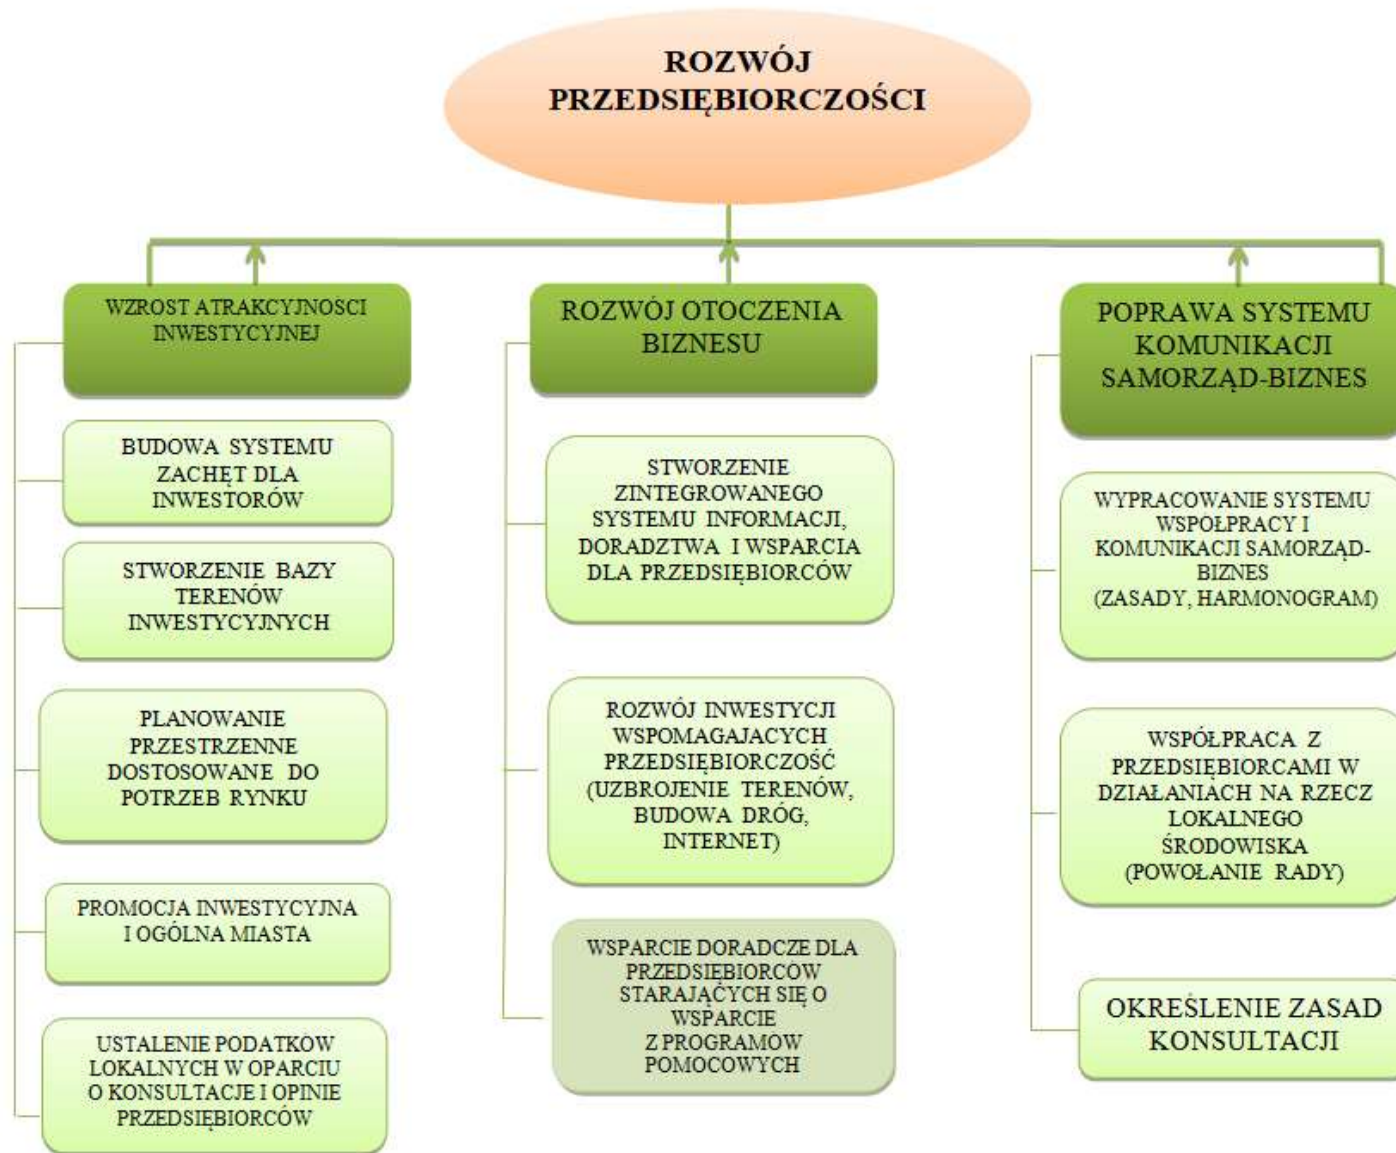 ROZWÓJ
PRZEDSIĘBIORCZOŚCI
WZROST ATRAKCYJNOSCI
INWESTYCYJNEJ
BUDOWA SYSTEMU
ZACHĘT DLA
INWESTORÓW
STWORZENIE BAZY
TERENÓW
INWESTYCYJNYCH
PLANOWANIE
PRZESTRZENNE
DOSTOSOWANE DO
POTRZEB RYNKU
PROMOCJA INWESTYCYJNA
I OGÓLNA MIASTA
USTALENIE PODATKÓW
LOKALNYCH W OPARCIU
O KONSULTACJE I OPINIE
PRZEDSIĘBIORCÓW
ROZWÓJ OTOCZENIA
BIZNESU
STWORZENIE
ZINTEGROWANEGO
SYSTEMU INFORMACJI,
DORADZTWA I WSPARCIA
DLA PRZEDSIĘBIORCÓW
ROZWÓJ INWESTYCJI
WSPOMAGAJACYCH
PRZEDSIĘBIORCZOŚĆ
(UZBROJENIE TERENÓW,
BUDOWA DRÓG,
INTERNET)
WSPARCIE DORADCZE DLA
PRZEDSIĘBIORCÓW
STARAJĄCYCH SIĘ O
WSPARCIE
Z PROGRAMÓW
POMOCOWYCH
POPRAWA SYSTEMU
KOMUNIKACJI
SAMORZĄD-BIZNES
WYPRACOWANIE SYSTEMU
WSPÓŁPRACY I
KOMUNIKACJI SAMORZĄD-
BIZNES
(ZASADY, HARMONOGRAM)
WSPÓŁPRACA Z
PRZEDSIĘBIORCAMI W
DZIAŁANIACH NA RZECZ
LOKALNEGO
ŚRODOWISKA
(POWOŁANIE RADY)
OKREŚLENIE ZASAD
KONSULTACJI